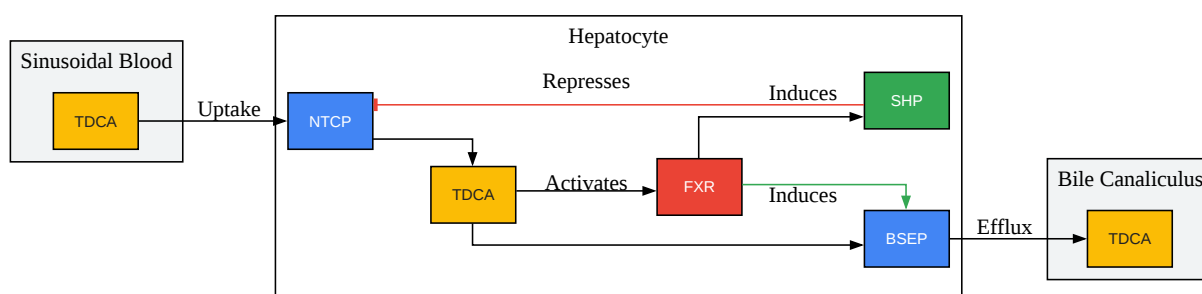 Hepatocyte
Sinusoidal Blood
TDCA
Uptake
NTCP
Represses
Induces
SHP
TDCA
Activates
FXR
Induces
BSEP
Efflux
Bile Canaliculus
TDCA